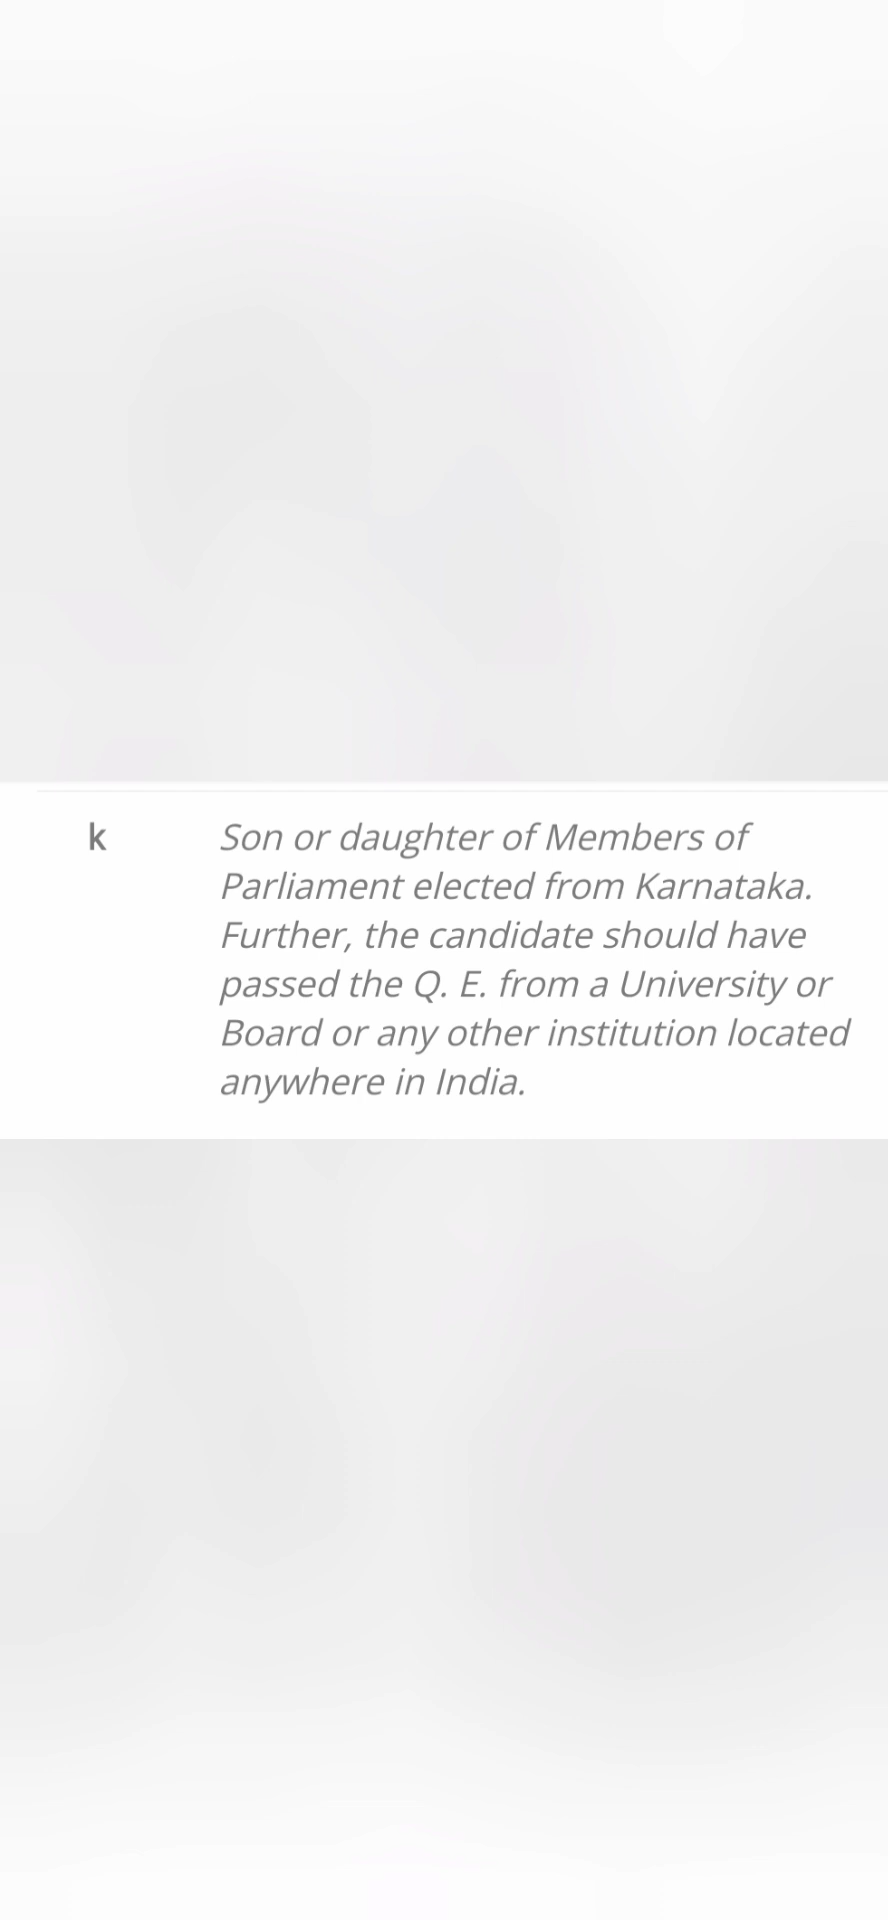 k
Son or daughter of Members of
Parliament elected from Karnataka.
Further, the candidate should have
passed the Q. E. from a University or
Board or any other institution located
anywhere in India.